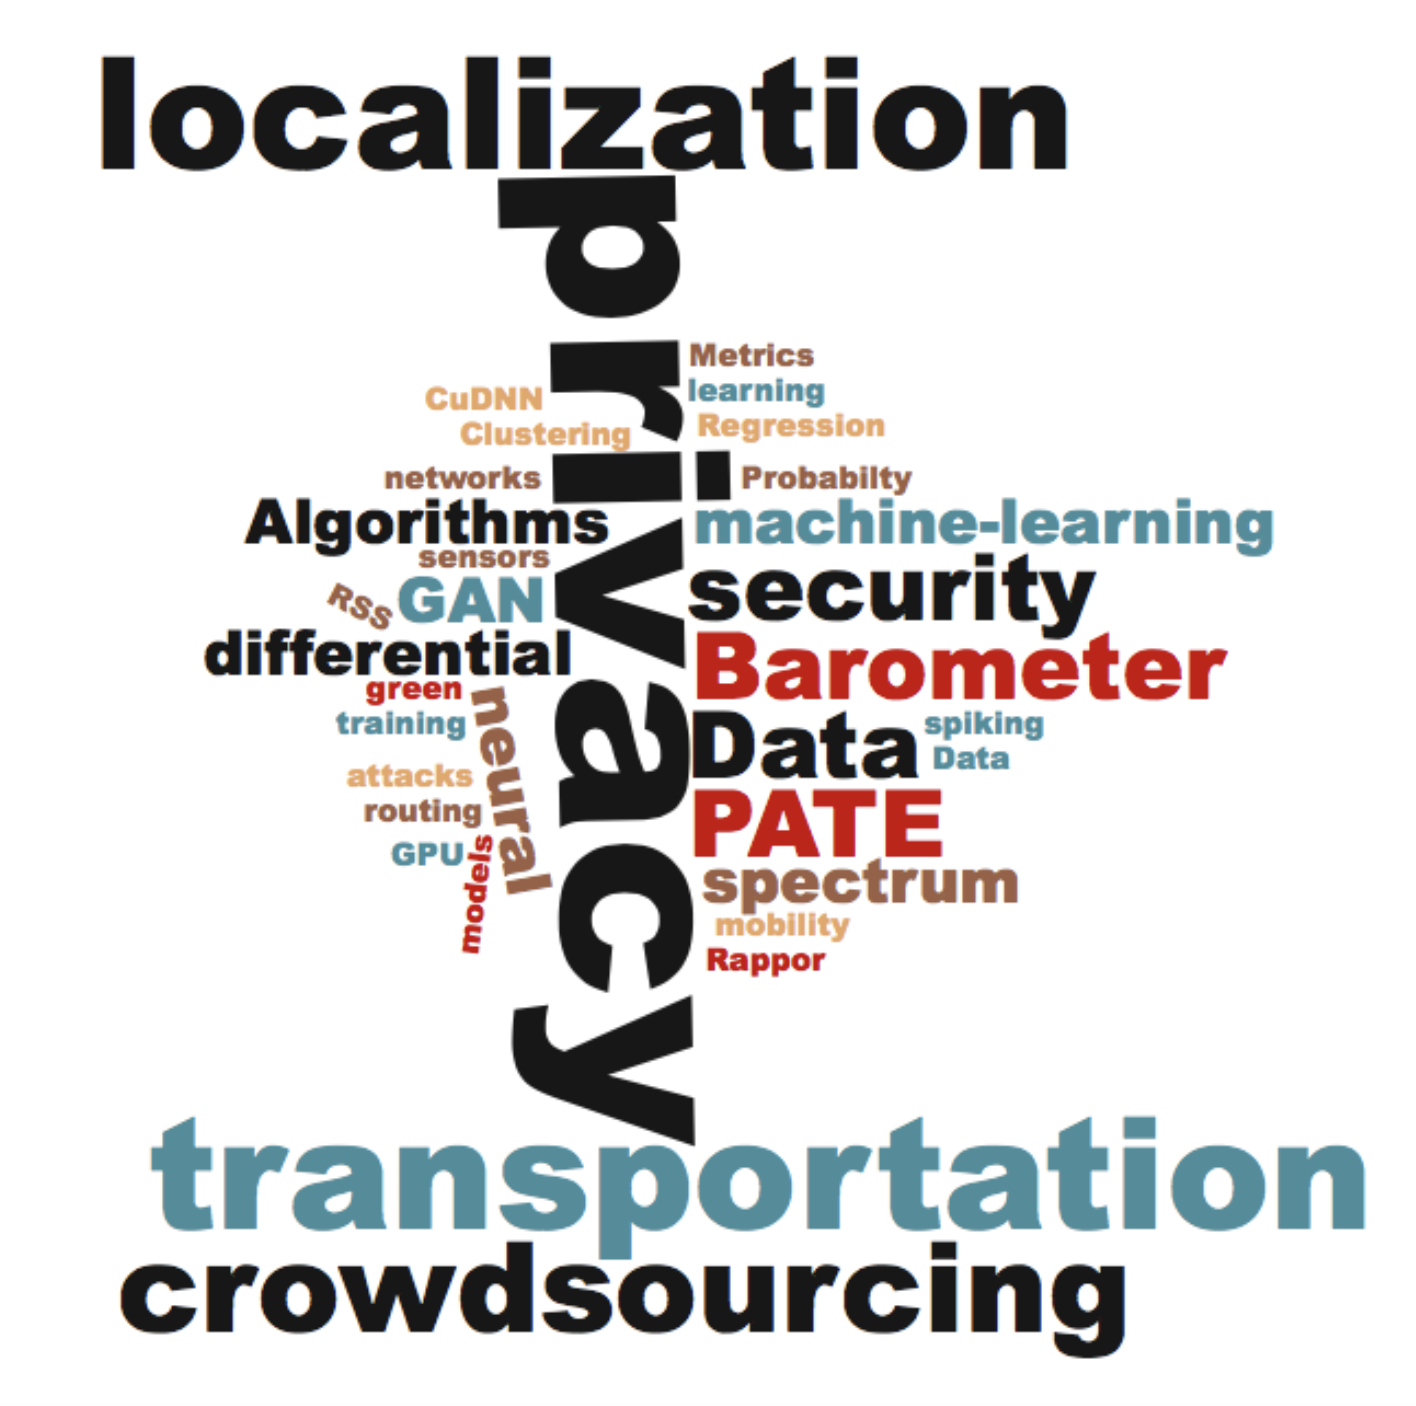 localization
privacy
Metrics
learning
CuDNN
Regression
Clustering
networks
Probabilty
Algorithms
machine-learning
sensors
security
RSS
GAN
differential
Barometer
green
neural
training
Data
spiking
Data
attacks
routing
PATE
GPU
models
spectrum
mobility
Rappor
transportation
crowdsourcing